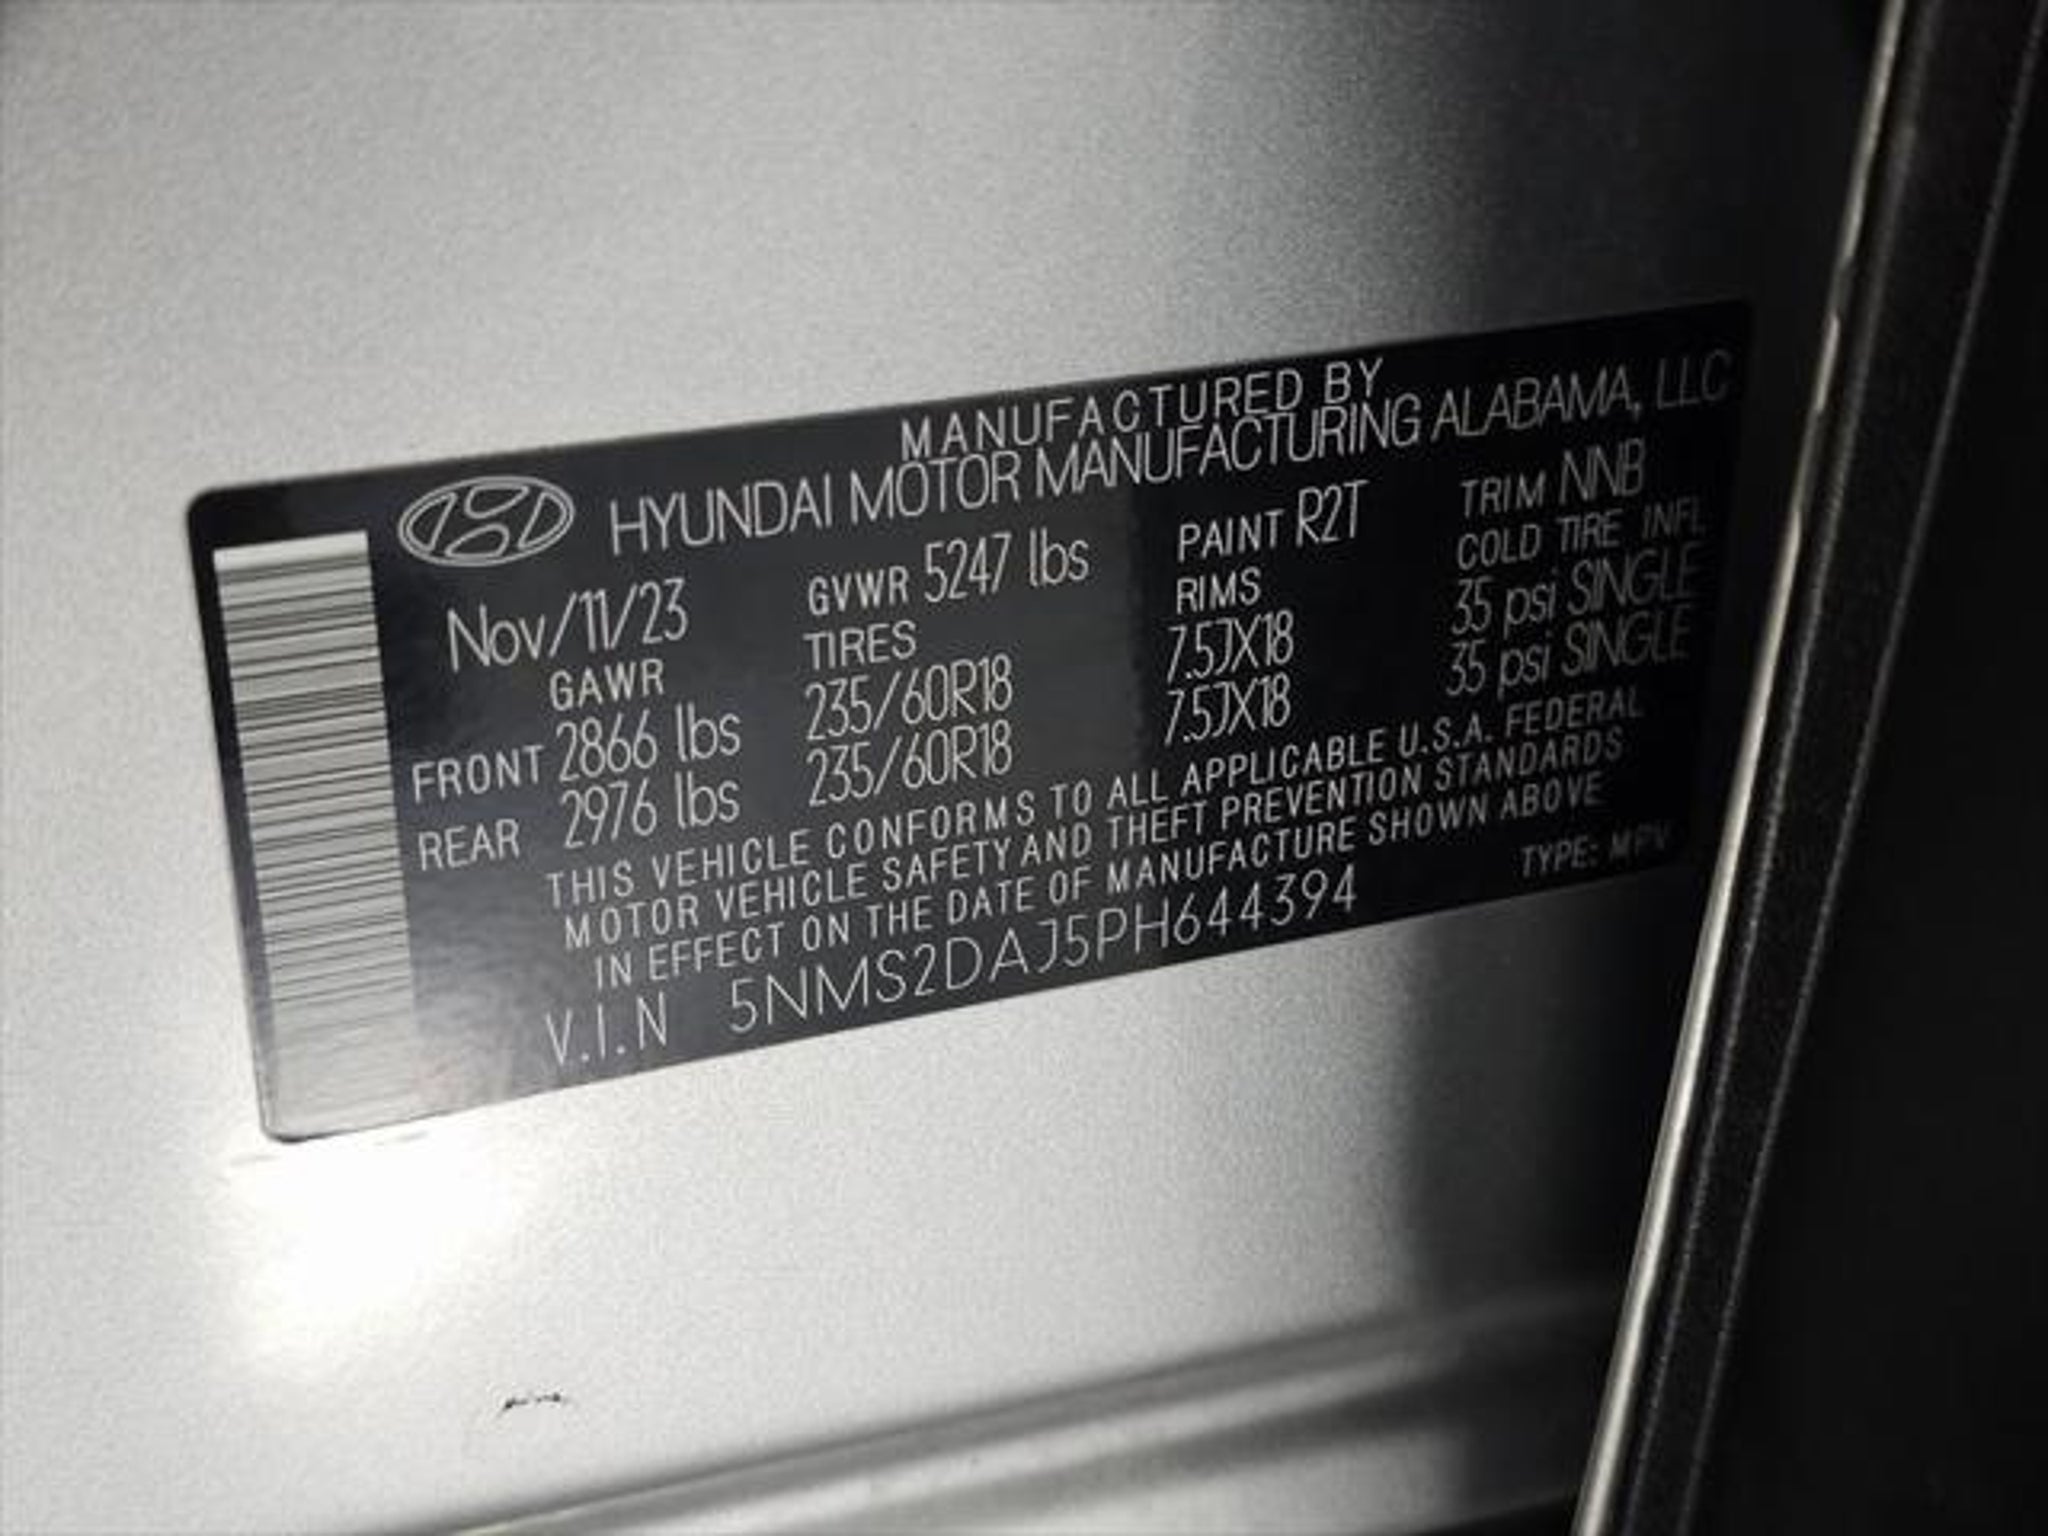 MANUFACTURED BY
HYUNDAI MOTOR MANUFACTURING ALABAMA, LLC
Nov/11/23 GVWR 5247 lbs PAINT R2T TRIM NNB
GAWR TIRES RIMS COLD TIRE INFL
FRONT 2866 lbs 235/60R18 7.5JX18 35 psi SINGLE
REAR 2976 lbs 235/60R18 7.5JX18 35 psi SINGLE
THIS VEHICLE CONFORMS TO ALL APPLICABLE U.S.A. FEDERAL
MOTOR VEHICLE SAFETY AND THEFT PREVENTION STANDARDS
IN EFFECT ON THE DATE OF MANUFACTURE SHOWN ABOVE
V.I.N 5NMS2DAJ5PH644394 TYPE: MPV